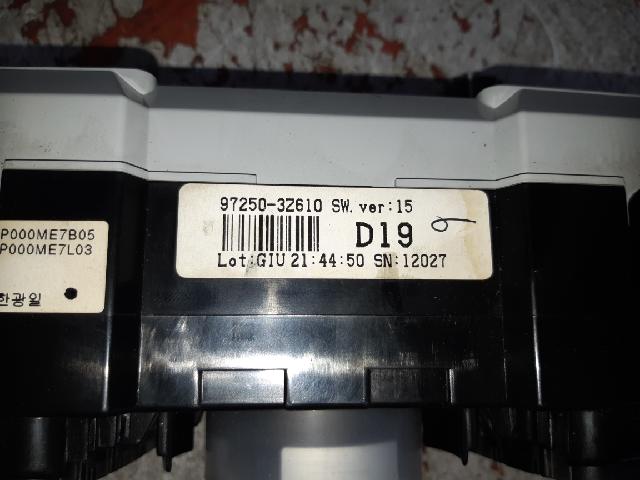 97250-3Z610 SW. ver:15
D19
Lot:GIU 21:44:50 SN:12027
P000ME7B05
P000ME7L03
한광일